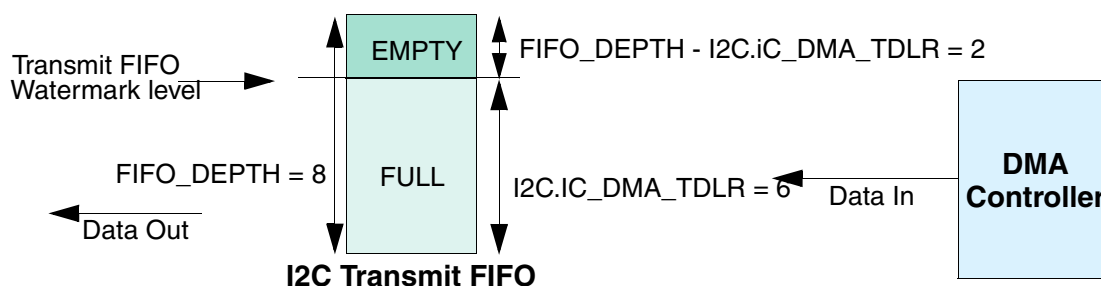 EMPTY
FIFO_DEPTH - I2C.iC_DMA_TDLR = 2
Transmit FIFO
Watermark level
FIFO_DEPTH = 8
FULL
I2C.IC_DMA_TDLR = 6
DMA
Controller
Data In
Data Out
I2C Transmit FIFO